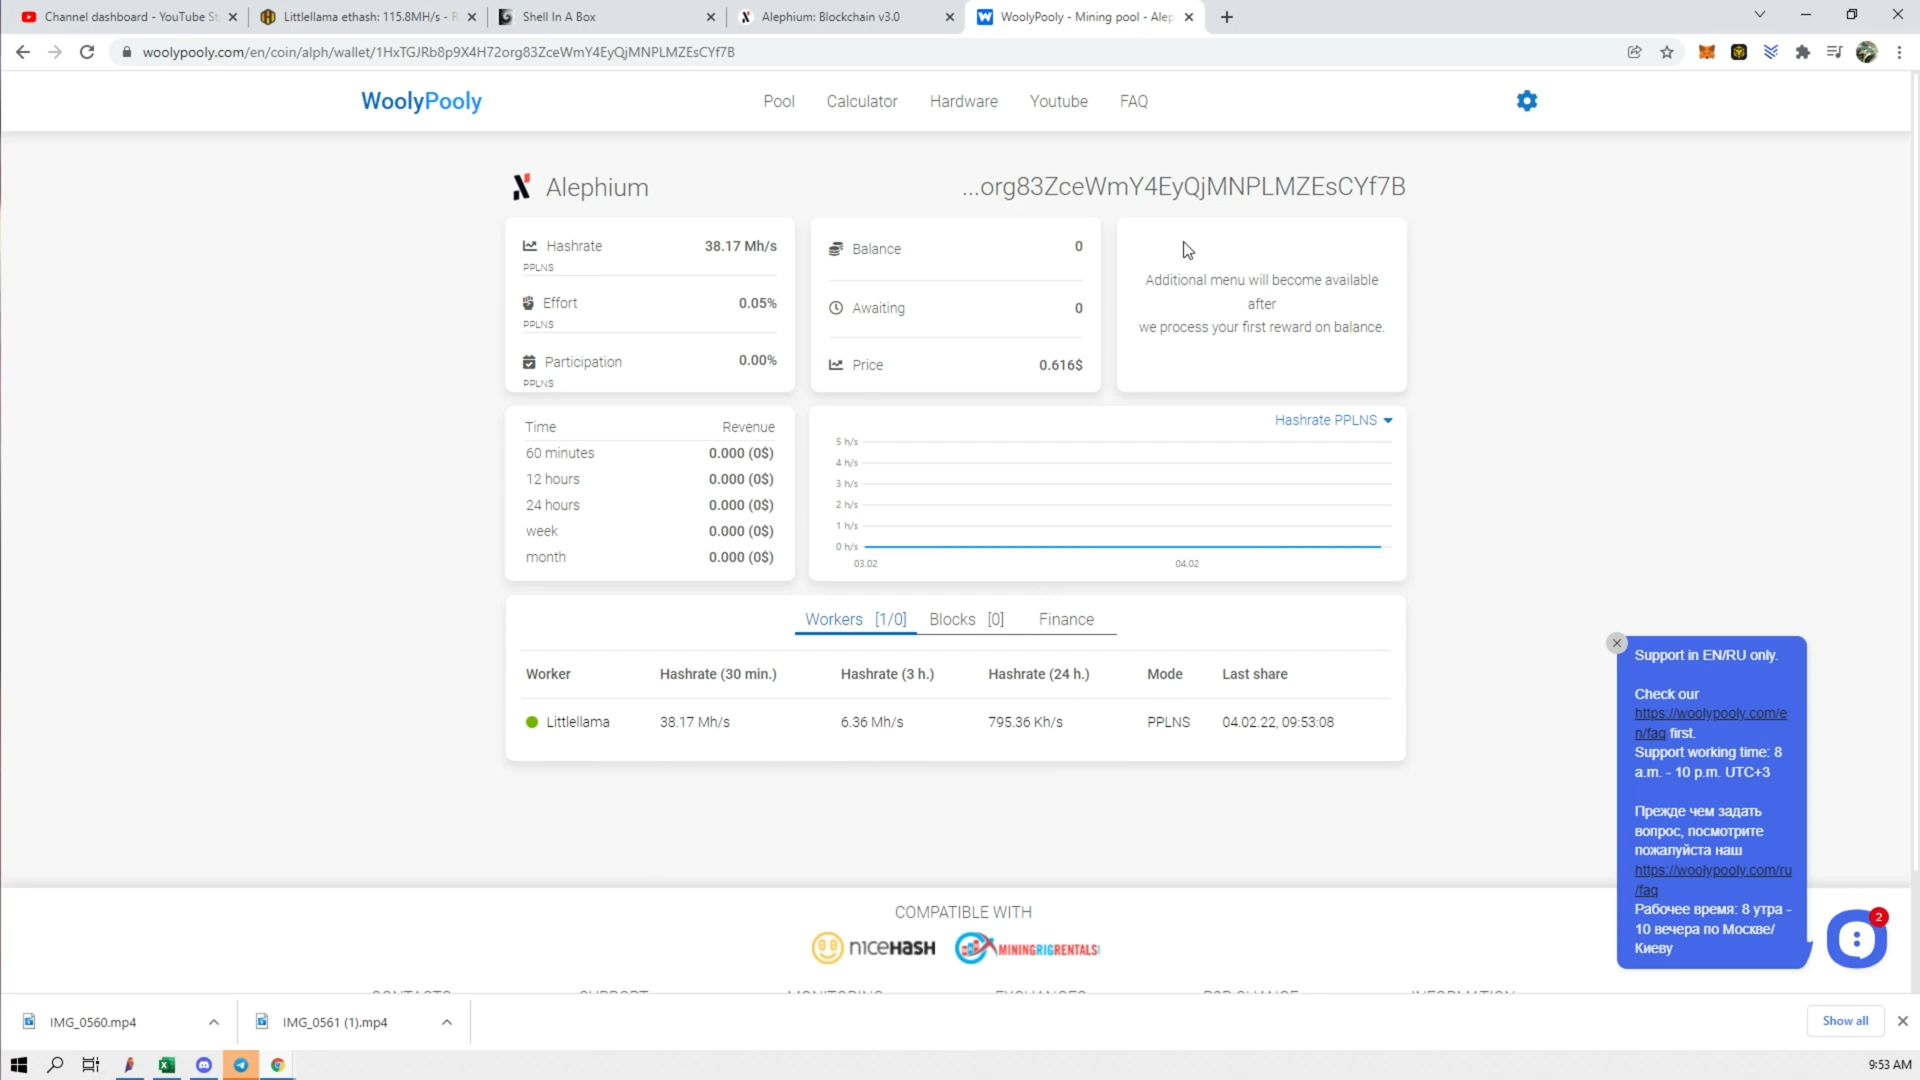 Channel dashboard - YouTube St
Littlellama ethash: 115.8MH/s - R
Shell In A Box
Alephium: Blockchain v3.0
WoolyPooly - Mining pool - Alep
woolypooly.com/en/coin/alph/wallet/1HxTGJRb8p9X4H72org83ZceWmY4EyQjMNPLMZEsCYf7B
WoolyPooly
Pool
Calculator
Hardware
Youtube
FAQ
Alephium
...org83ZceWmY4EyQjMNPLMZEsCYf7B
Hashrate 38.17 Mh/s
PPLNS
Effort 0.05%
PPLNS
Participation 0.00%
PPLNS
Balance 0
Awaiting 0
Price 0.616$
Additional menu will become available
after
we process your first reward on balance.
Time Revenue
60 minutes 0.000 (0$)
12 hours 0.000 (0$)
24 hours 0.000 (0$)
week 0.000 (0$)
month 0.000 (0$)
Hashrate PPLNS
5 h/s
4 h/s
3 h/s
2 h/s
1 h/s
0 h/s
03.02 04.02
Workers [1/0] Blocks [0] Finance
Worker Hashrate (30 min.) Hashrate (3 h.) Hashrate (24 h.) Mode Last share
Littlellama 38.17 Mh/s 6.36 Mh/s 795.36 Kh/s PPLNS 04.02.22, 09:53:08
Support in EN/RU only.
Check our
https://woolypooly.com/e
n/faq first.
Support working time: 8
a.m. - 10 p.m. UTC+3
Прежде чем задать
вопрос, посмотрите
пожалуйста наш
https://woolypooly.com/ru
/faq
Рабочее время: 8 утра -
10 вечера по Москве/
Киеву
2
COMPATIBLE WITH
NICEHASH
MININGRIGRENTALS
CONTACTS SUPPORT MONITORING EXCHANGES INFORMATION
IMG_0560.mp4
IMG_0561 (1).mp4
Show all
9:53 AM